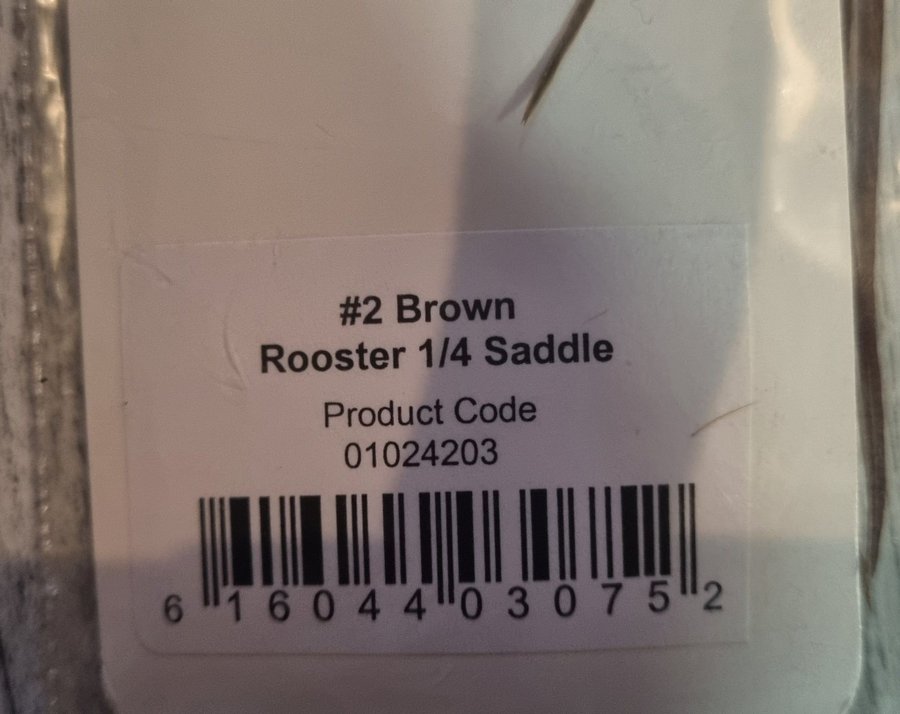 #2 Brown
Rooster 1/4 Saddle
Product Code
01024203
6 16044 03075 2